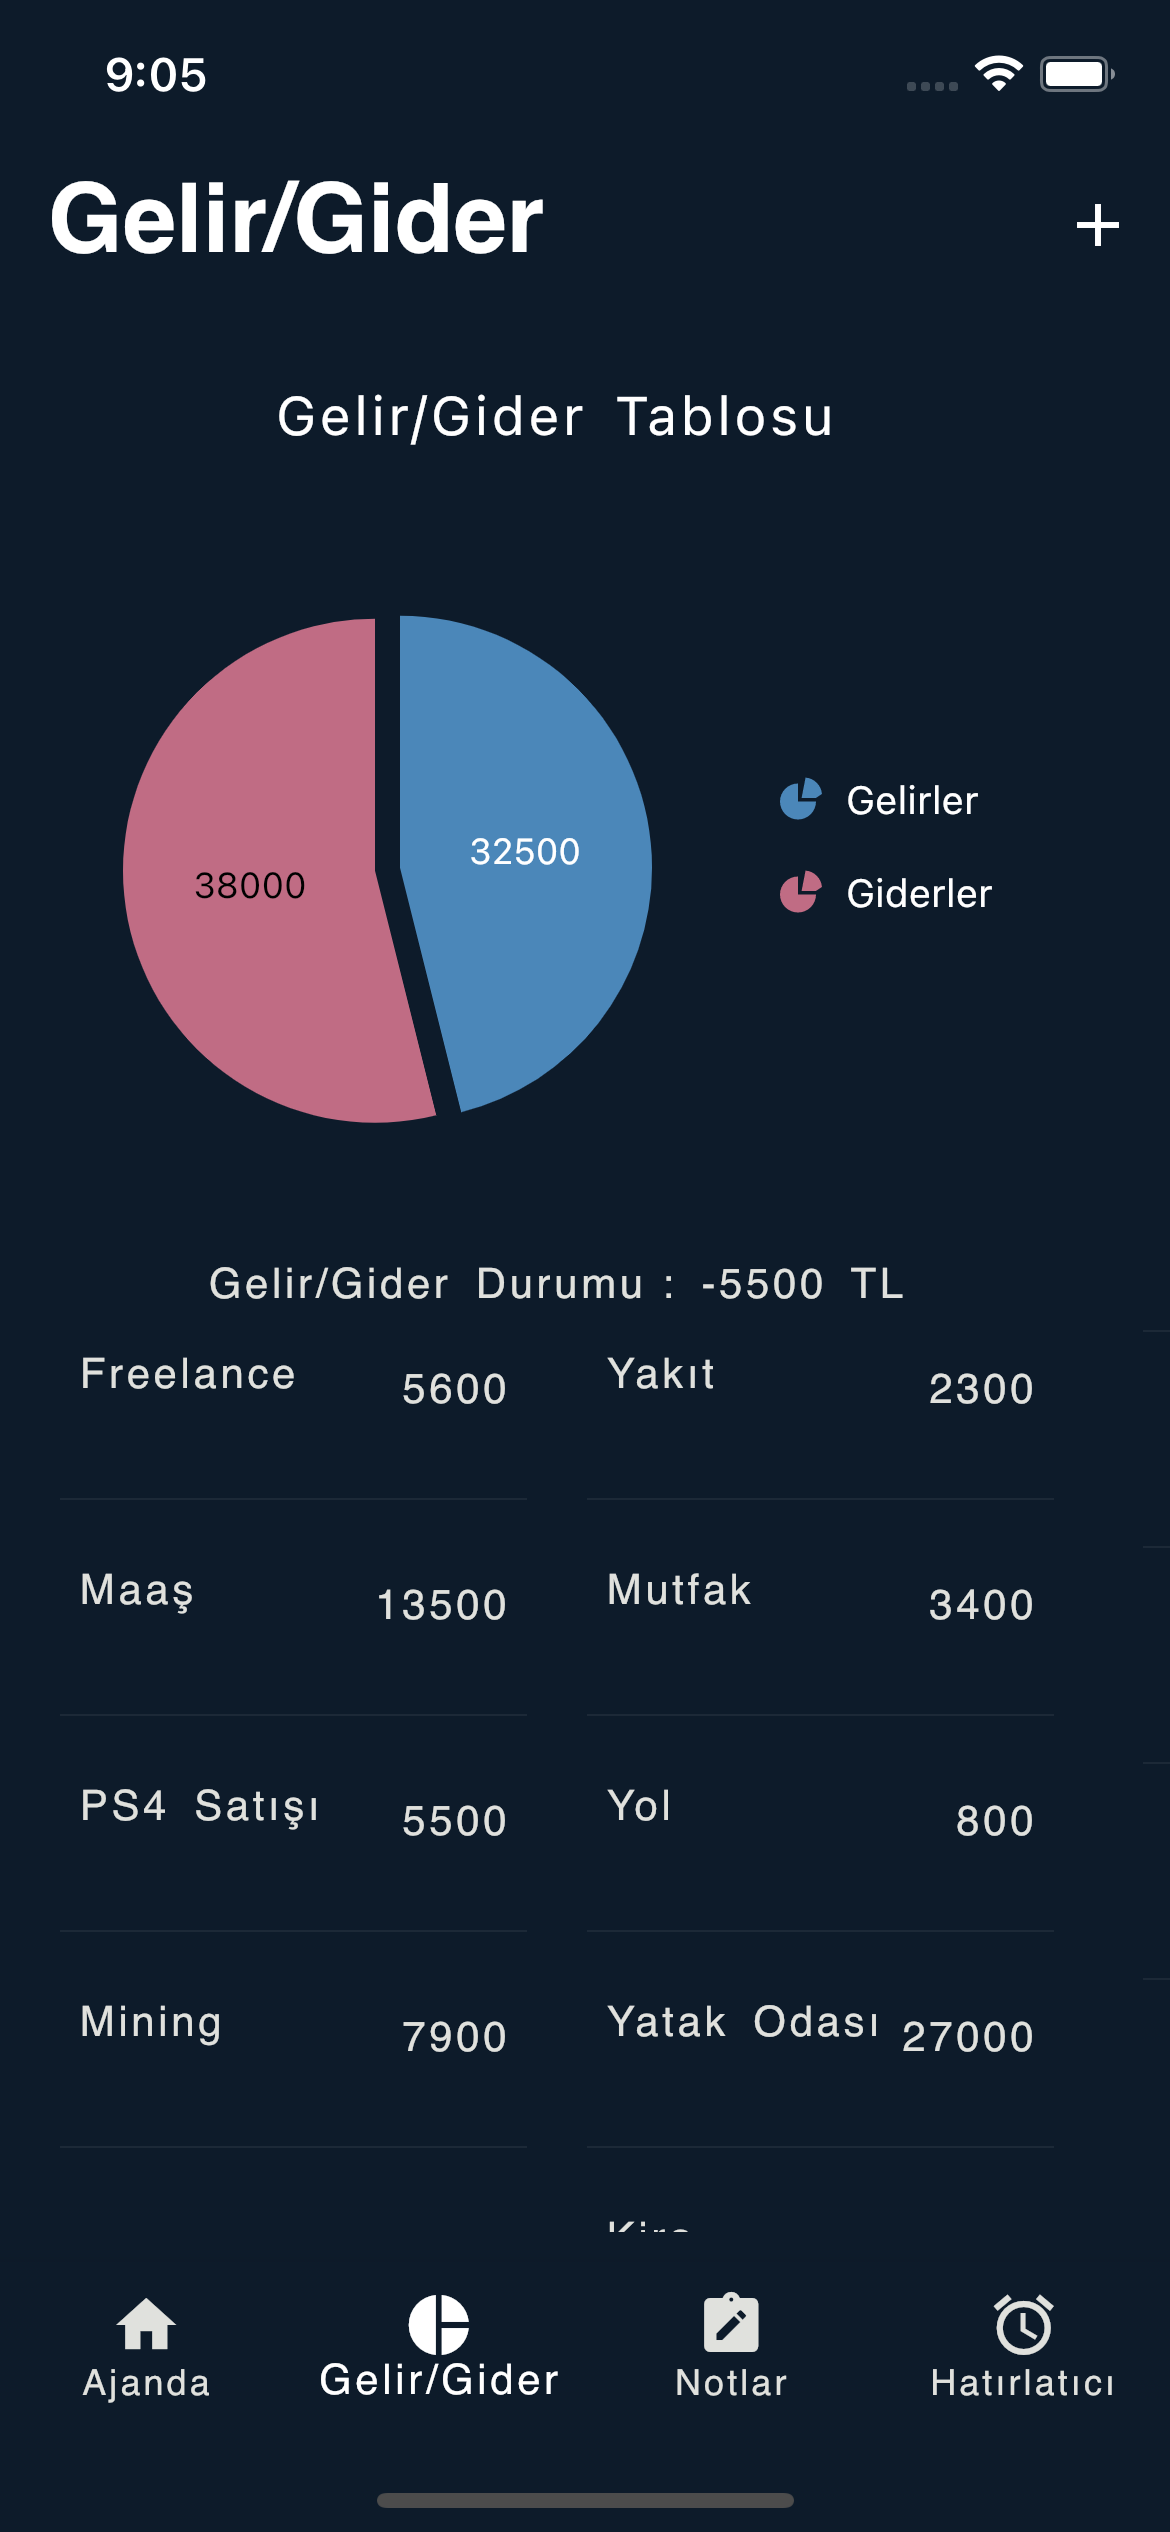 9:05
Gelir/Gider
Gelir/Gider Tablosu
38000
32500
Gelirler
Giderler
Gelir/Gider Durumu : -5500 TL
Freelance 5600 Yakıt 2300
Maaş 13500 Mutfak 3400
PS4 Satışı 5500 Yol 800
Mining 7900 Yatak Odası 27000
Ajanda Gelir/Gider Notlar Hatırlatıcı